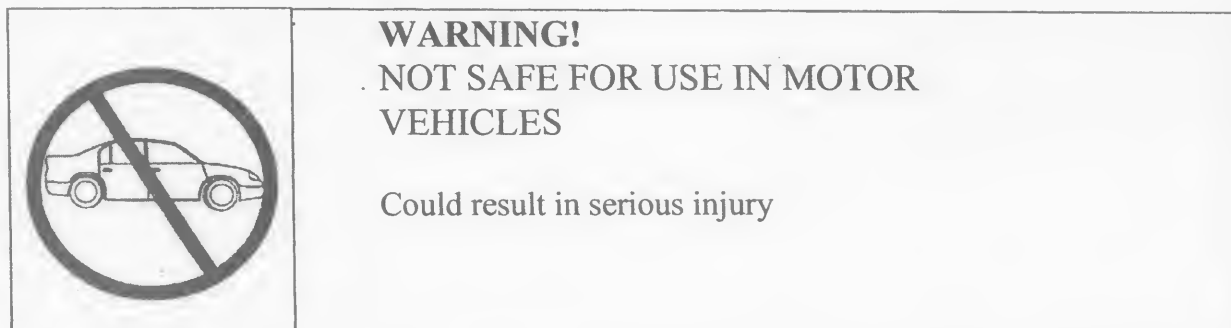 WARNING!
NOT SAFE FOR USE IN MOTOR
VEHICLES
Could result in serious injury